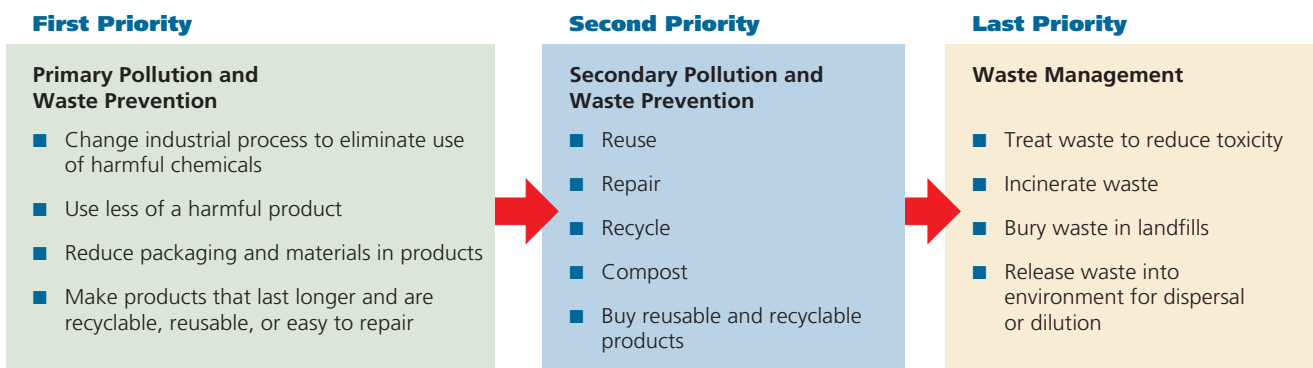 First Priority
Primary Pollution and
Waste Prevention
■ Change industrial process to eliminate use
of harmful chemicals
■ Use less of a harmful product
■ Reduce packaging and materials in products
■ Make products that last longer and are
recyclable, reusable, or easy to repair
Second Priority
Secondary Pollution and
Waste Prevention
■ Reuse
■ Repair
■ Recycle
■ Compost
■ Buy reusable and recyclable
products
Last Priority
Waste Management
■ Treat waste to reduce toxicity
■ Incinerate waste
■ Bury waste in landfills
■ Release waste into
environment for dispersal
or dilution